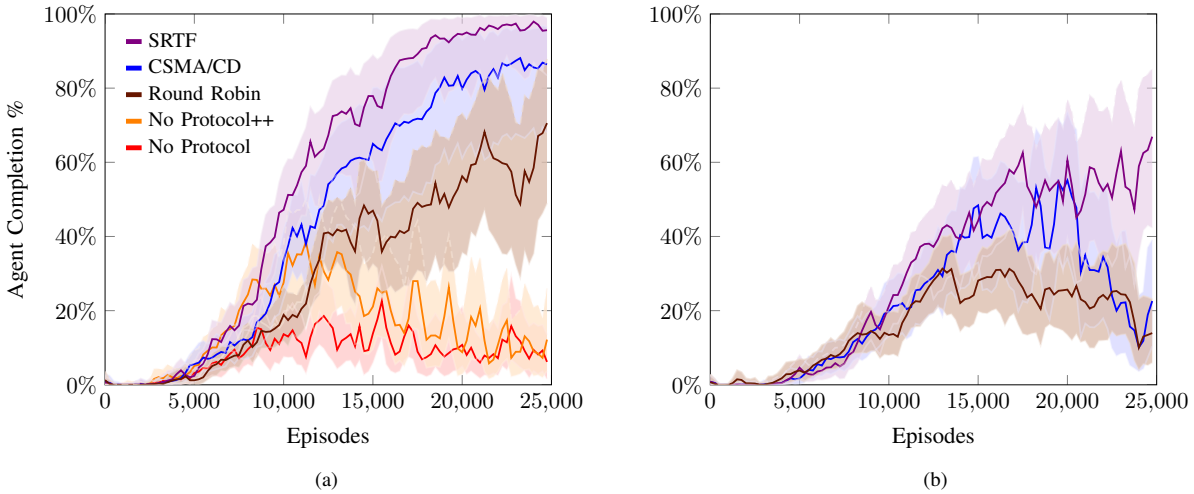 100%
80%
60%
40%
20%
0%
Agent Completion %
SRTF
CSMA/CD
Round Robin
No Protocol++
No Protocol
0
5,000
10,000
15,000
20,000
25,000
Episodes
(a)
100%
80%
60%
40%
20%
0%
0
5,000
10,000
15,000
20,000
25,000
Episodes
(b)